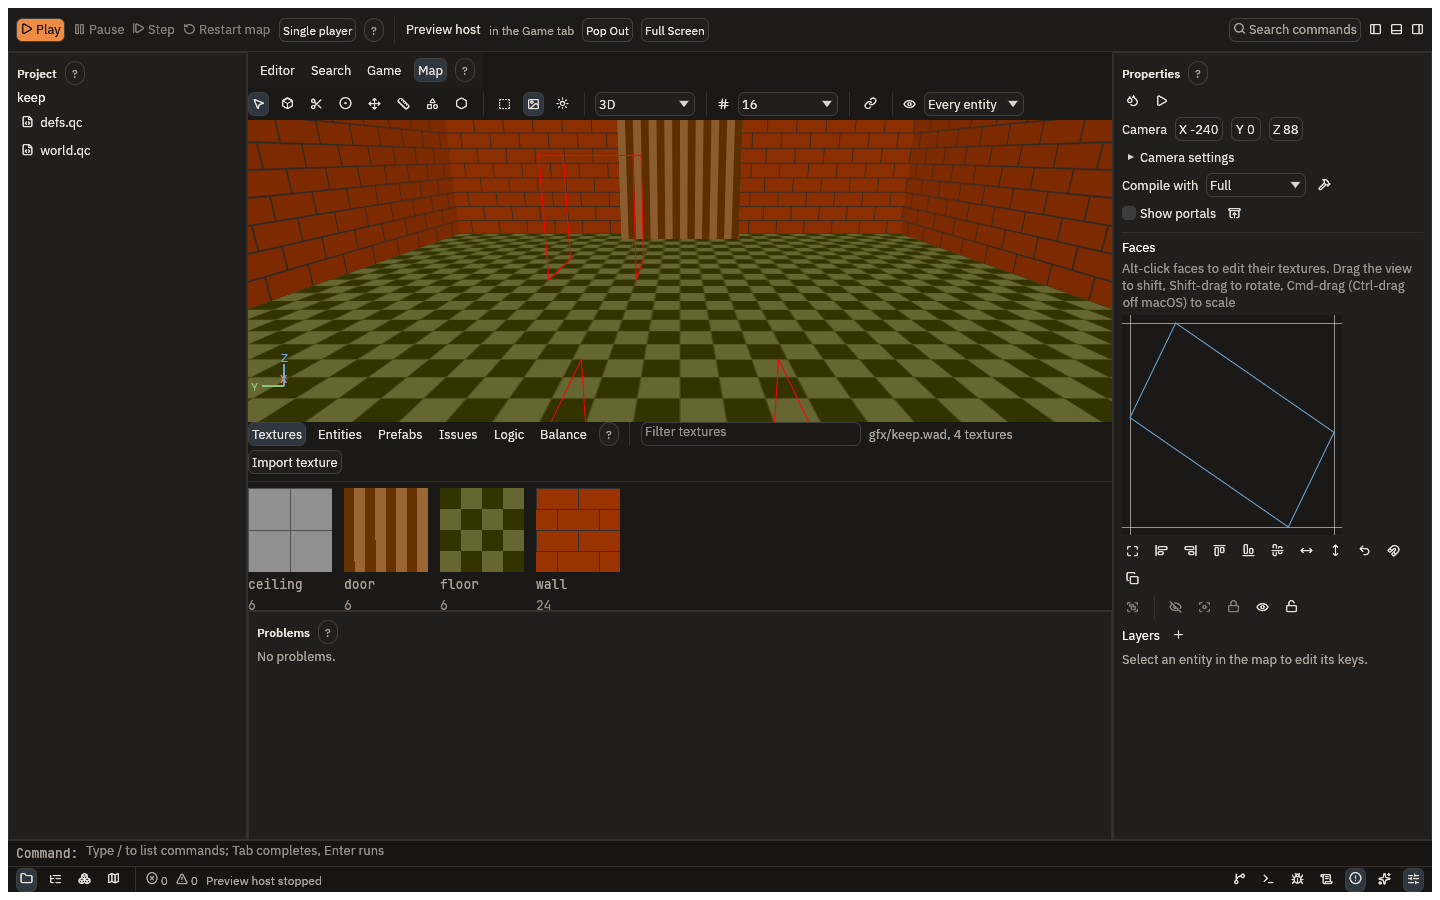 Play Pause Step Restart map Single player ? Preview host in the Game tab Pop Out Full Screen Search commands
Project ?
keep
defs.qc
world.qc
Editor Search Game Map ?
3D # 16 Every entity
Z
Y X
Textures Entities Prefabs Issues Logic Balance ? Filter textures gfx/keep.wad, 4 textures
Import texture
ceiling door floor wall
6 6 6 24
Problems ?
No problems.
Properties ?
Camera X -240 Y 0 Z 88
Camera settings
Compile with Full
Show portals
Faces
Alt-click faces to edit their textures. Drag the view
to shift, Shift-drag to rotate, Cmd-drag (Ctrl-drag
off macOS) to scale
Layers +
Select an entity in the map to edit its keys.
Command: Type / to list commands; Tab completes, Enter runs
0 0 Preview host stopped